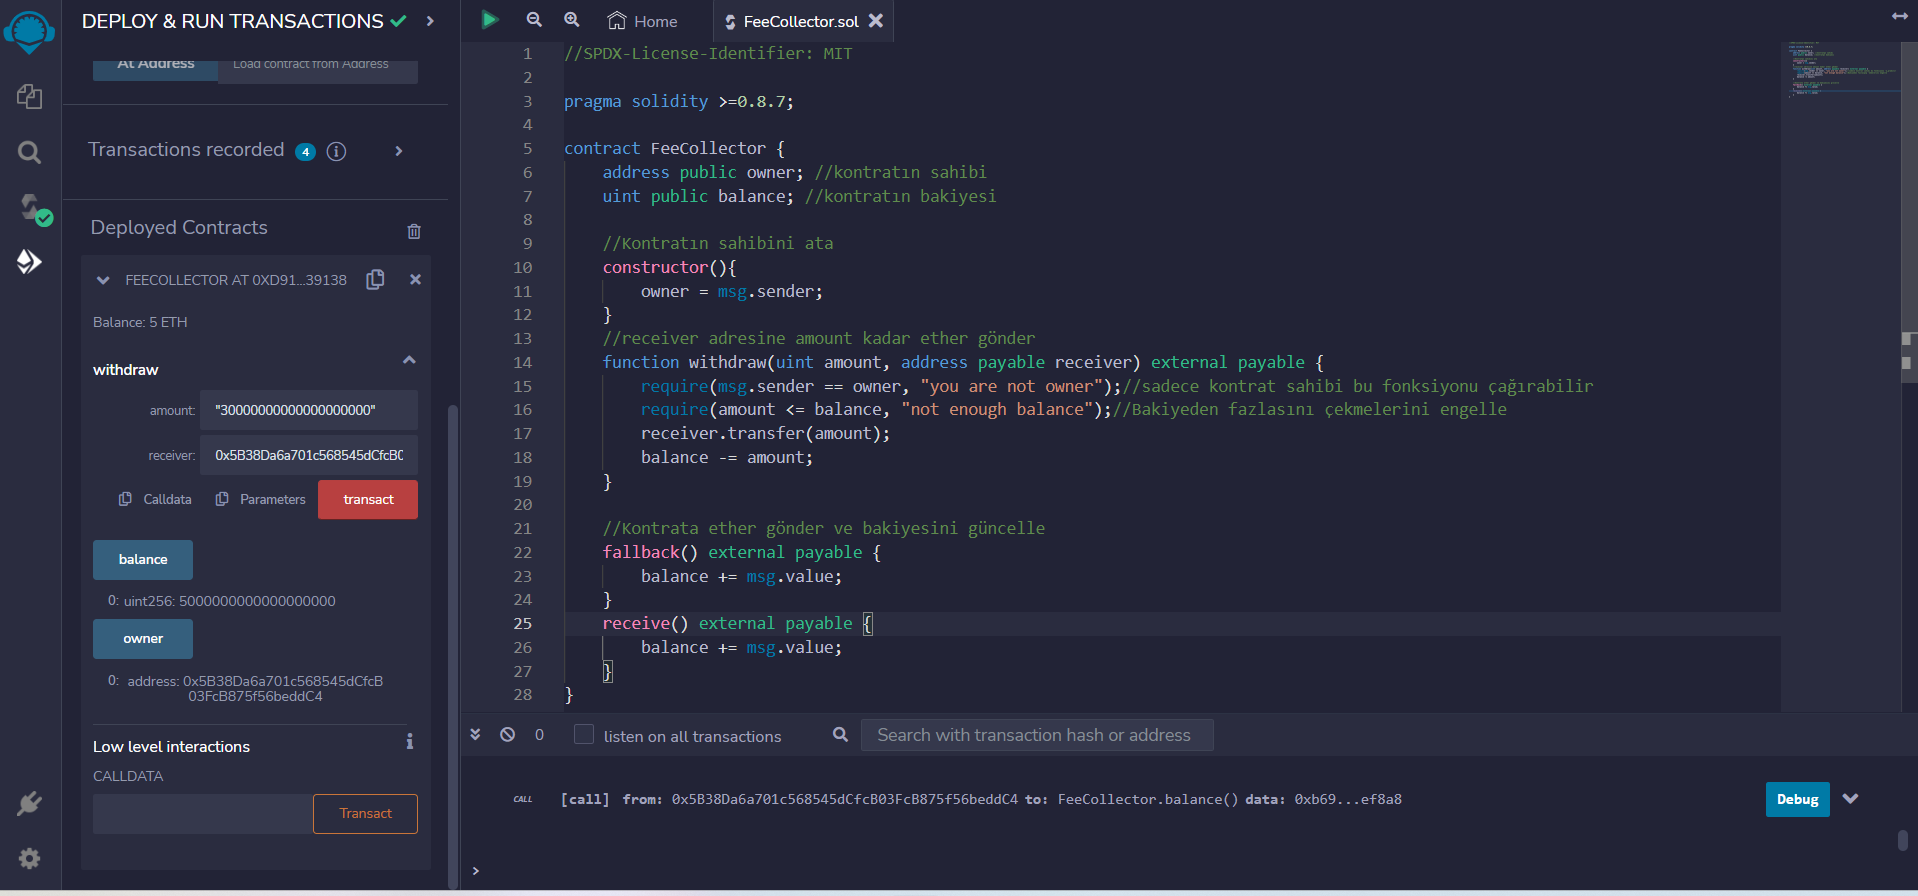 DEPLOY & RUN TRANSACTIONS
At Address
Load contract from Address
Transactions recorded 4
Deployed Contracts
FEECOLLECTOR AT 0XD91...39138
Balance: 5 ETH
withdraw
amount: "30000000000000000000"
receiver: 0x5B38Da6a701c568545dCfcB0
Calldata Parameters transact
balance
0: uint256: 5000000000000000000
owner
0: address: 0x5B38Da6a701c568545dCfcB
03FcB875f56beddC4
Low level interactions
CALLDATA
Transact
Home
FeeCollector.sol
1 //SPDX-License-Identifier: MIT
2
3 pragma solidity >=0.8.7;
4
5 contract FeeCollector {
6 address public owner; //kontratın sahibi
7 uint public balance; //kontratın bakiyesi
8
9 //Kontratın sahibini ata
10 constructor(){
11 owner = msg.sender;
12 }
13 //receiver adresine amount kadar ether gönder
14 function withdraw(uint amount, address payable receiver) external payable {
15 require(msg.sender == owner, "you are not owner");//sadece kontrat sahibi bu fonksiyonu çağırabilir
16 require(amount <= balance, "not enough balance");//Bakiyeden fazlasını çekmelerini engelle
17 receiver.transfer(amount);
18 balance -= amount;
19 }
20
21 //Kontrata ether gönder ve bakiyesini güncelle
22 fallback() external payable {
23 balance += msg.value;
24 }
25 receive() external payable {
26 balance += msg.value;
27 }
28 }
0 listen on all transactions Search with transaction hash or address
CALL [call] from: 0x5B38Da6a701c568545dCfcB03FcB875f56beddC4 to: FeeCollector.balance() data: 0xb69...ef8a8 Debug
>